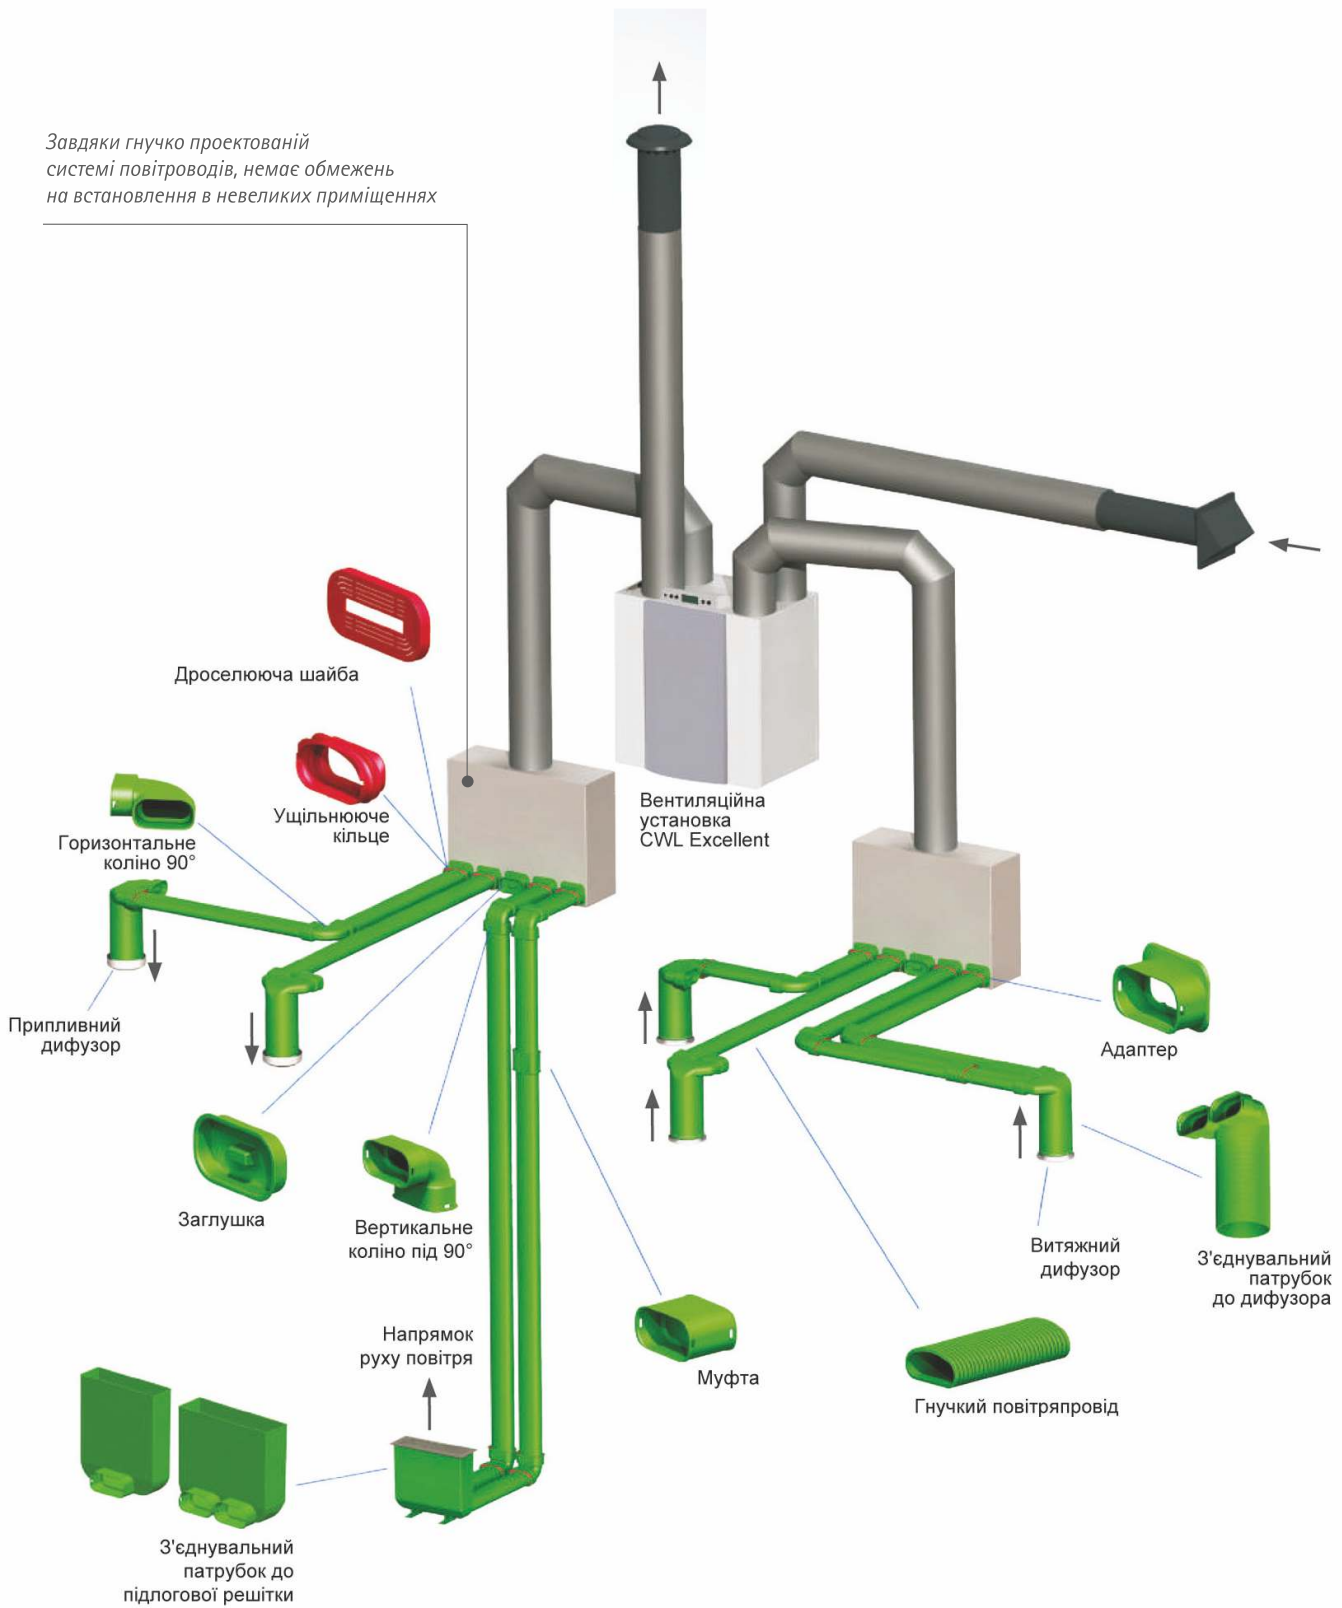 Завдяки гнучко проектованій
системі повітроводів, немає обмежень
на встановлення в невеликих приміщеннях
Дроселююча шайба
Ущільнююче
кільце
Горизонтальне
коліно 90°
Вентиляційна
установка
CWL Excellent
Припливний
дифузор
Адаптер
Заглушка
Вертикальне
коліно під 90°
Витяжний
дифузор
З'єднувальний
патрубок
до дифузора
Напрямок
руху повітря
Муфта
Гнучкий повітряпровід
З'єднувальний
патрубок до
підлогової решітки